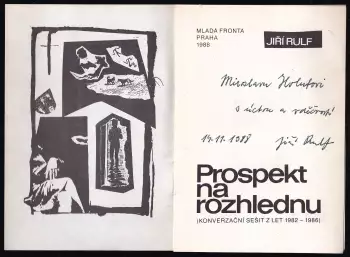 MLADÁ FRONTA
PRAHA
1988
JIŘÍ RULF
Miroslavu Holubovi
s úctou a vděčností
14.11.1988
Jiří Rulf
Prospekt
na
rozhlednu
(KONVERZAČNÍ SEŠIT Z LET 1982 – 1986)